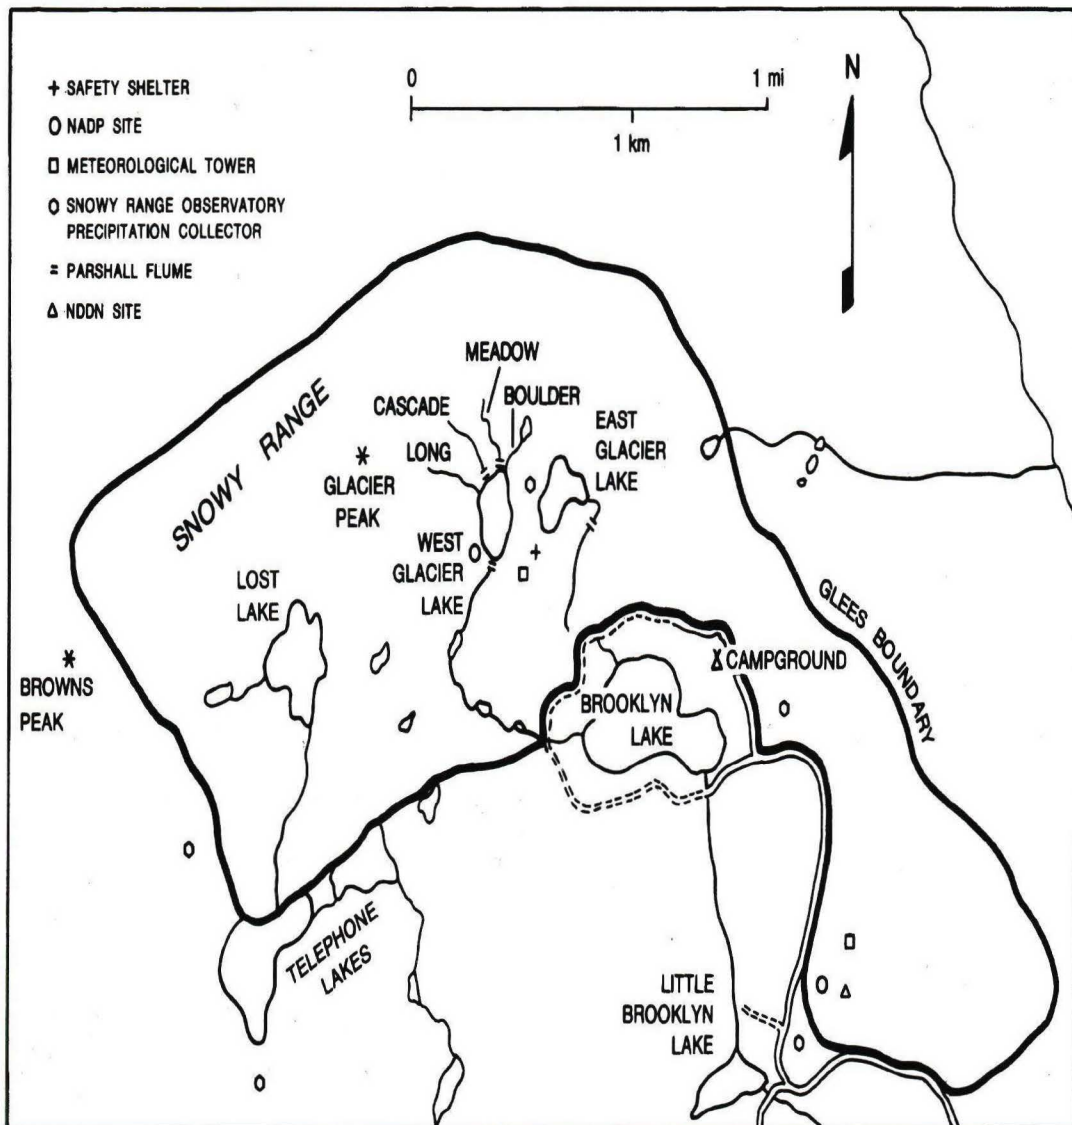 0 1 mi
1 km
N
+ SAFETY SHELTER
NADP SITE
METEOROLOGICAL TOWER
SNOWY RANGE OBSERVATORY
PRECIPITATION COLLECTOR
= PARSHALL FLUME
NDDN SITE
MEADOW
BOULDER
CASCADE
LONG
EAST
GLACIER
LAKE
SNOWY RANGE
GLACIER
PEAK
WEST
GLACIER
LAKE
LOST
LAKE
GLEES BOUNDARY
BROWNS
PEAK
CAMPGROUND
BROOKLYN
LAKE
TELEPHONE
LAKES
LITTLE
BROOKLYN
LAKE